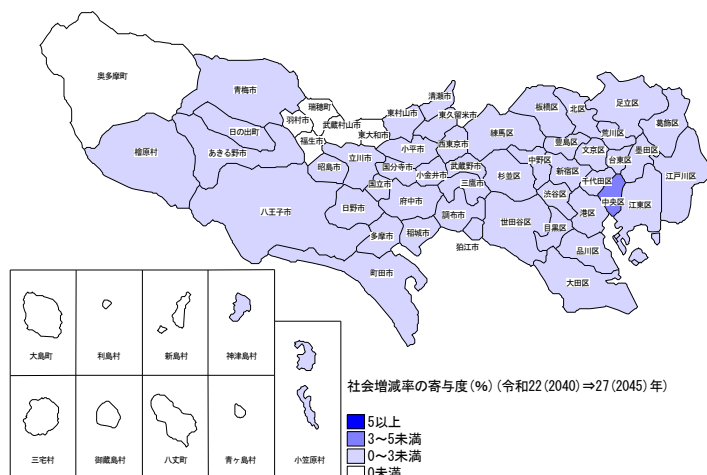 奥多摩町
青梅市
瑞穂町
羽村市
武蔵村山市
福生市
東大和市
東村山市
清瀬市
東久留米市
日の出町
あきる野市
檜原村
昭島市
立川市
小平市
西東京市
国分寺市
小金井市
武蔵野市
国立市
三鷹市
八王子市
日野市
府中市
調布市
多摩市
稲城市
狛江市
町田市
板橋区
北区
足立区
練馬区
葛飾区
荒川区
豊島区
文京区
台東区
墨田区
中野区
新宿区
杉並区
千代田区
江戸川区
渋谷区
中央区
江東区
港区
世田谷区
目黒区
品川区
大田区
大島町
利島村
新島村
神津島村
三宅村
御蔵島村
八丈町
青ヶ島村
小笠原村
社会増減率の寄与度(%)(令和22(2040)⇒27(2045)年)
5以上
3～5未満
0～3未満
0未満